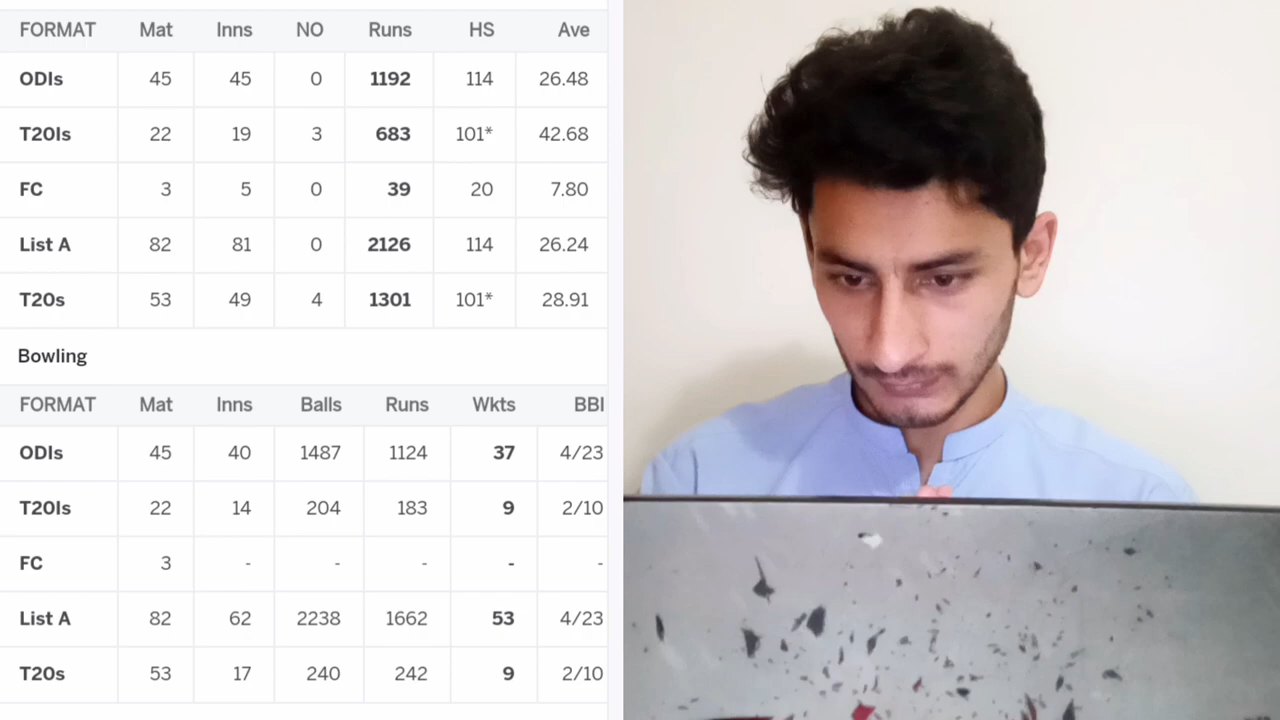 FORMAT Mat Inns NO Runs HS Ave
ODIs 45 45 0 1192 114 26.48
T20Is 22 19 3 683 101* 42.68
FC 3 5 0 39 20 7.80
List A 82 81 0 2126 114 26.24
T20s 53 49 4 1301 101* 28.91
Bowling
FORMAT Mat Inns Balls Runs Wkts BBI
ODIs 45 40 1487 1124 37 4/23
T20Is 22 14 204 183 9 2/10
FC 3 - - - - -
List A 82 62 2238 1662 53 4/23
T20s 53 17 240 242 9 2/10